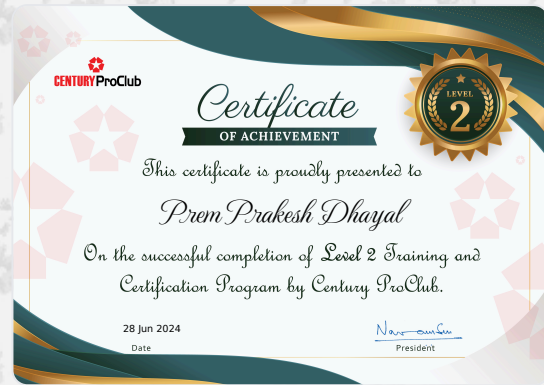 CENTURY ProClub
Certificate
OF ACHIEVEMENT
LEVEL
2
This certificate is proudly presented to
Prem Prakesh Dhayal
On the successful completion of Level 2 Training and
Certification Program by Century ProClub.
28 Jun 2024
Date
President